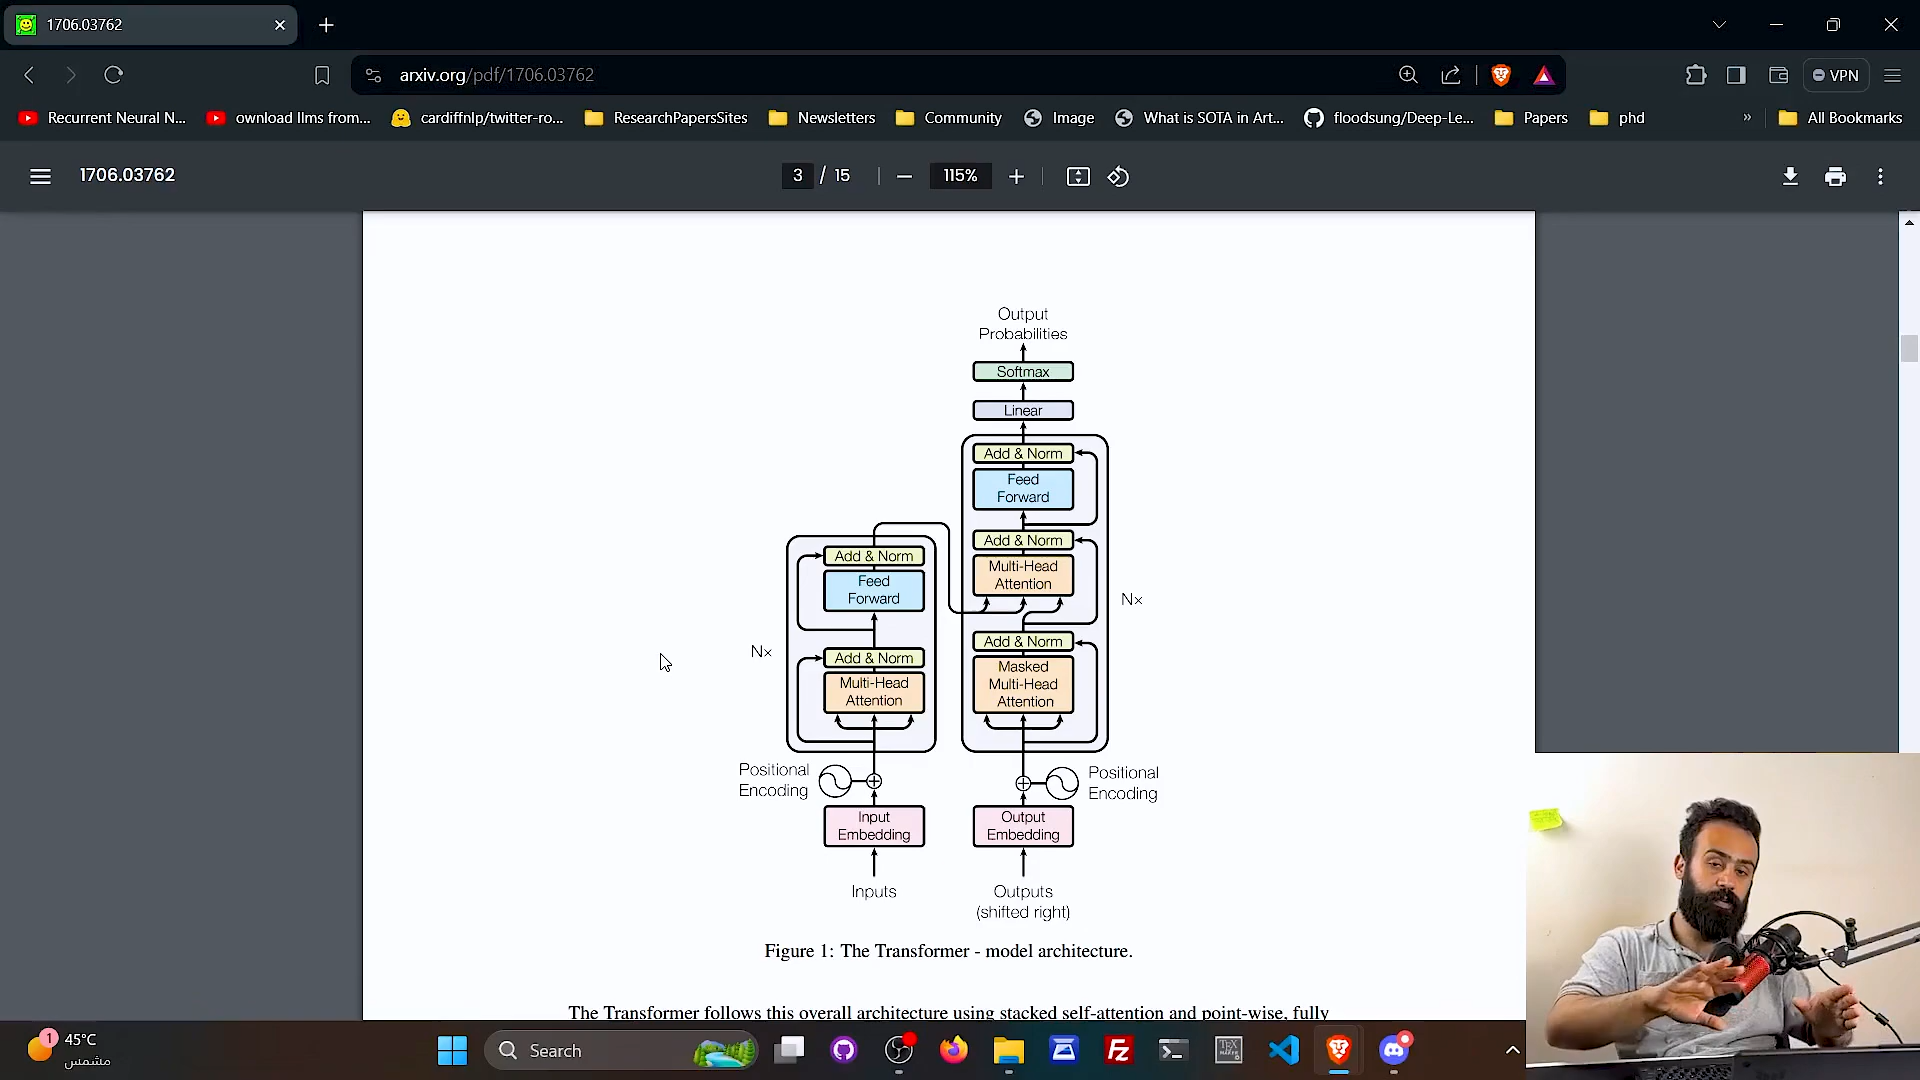 1706.03762
arxiv.org/pdf/1706.03762
VPN
Recurrent Neural N...
ownload llms from...
cardiffnlp/twitter-ro...
ResearchPapersSites
Newsletters
Community
Image
What is SOTA in Art...
floodsung/Deep-Le...
Papers
phd
»
All Bookmarks
1706.03762
3 / 15
115%
Output
Probabilities
Softmax
Linear
Add & Norm
Feed
Forward
Add & Norm
Multi-Head
Attention
Nx
Add & Norm
Masked
Multi-Head
Attention
Add & Norm
Feed
Forward
Nx
Add & Norm
Multi-Head
Attention
Positional
Encoding
Positional
Encoding
Input
Embedding
Output
Embedding
Inputs
Outputs
(shifted right)
Figure 1: The Transformer - model architecture.
The Transformer follows this overall architecture using stacked self-attention and point-wise, fully
1
45°C
مشمس
Search
Fz